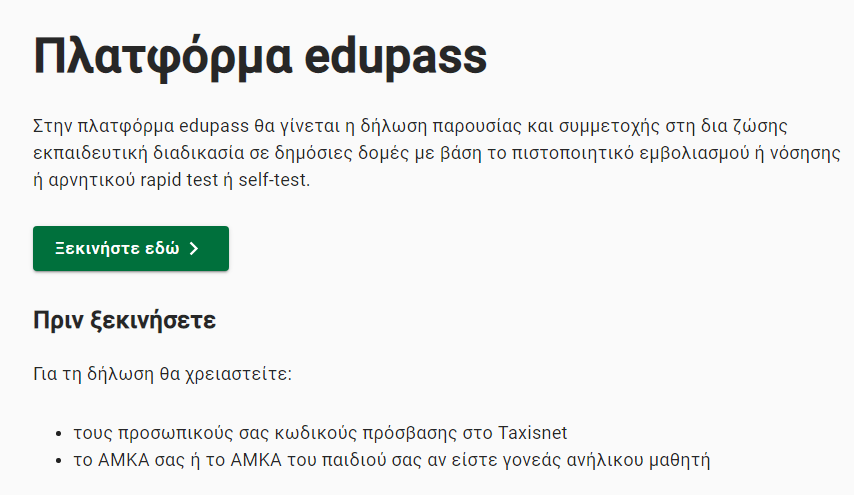 Πλατφόρμα edupass
Στην πλατφόρμα edupass θα γίνεται η δήλωση παρουσίας και συμμετοχής στη δια ζώσης
εκπαιδευτική διαδικασία σε δημόσιες δομές με βάση το πιστοποιητικό εμβολιασμού ή νόσησης
ή αρνητικού rapid test ή self-test.
Ξεκινήστε εδώ
Πριν ξεκινήσετε
Για τη δήλωση θα χρειαστείτε:
• τους προσωπικούς σας κωδικούς πρόσβασης στο Taxisnet
• το ΑΜΚΑ σας ή το ΑΜΚΑ του παιδιού σας αν είστε γονεάς ανήλικου μαθητή